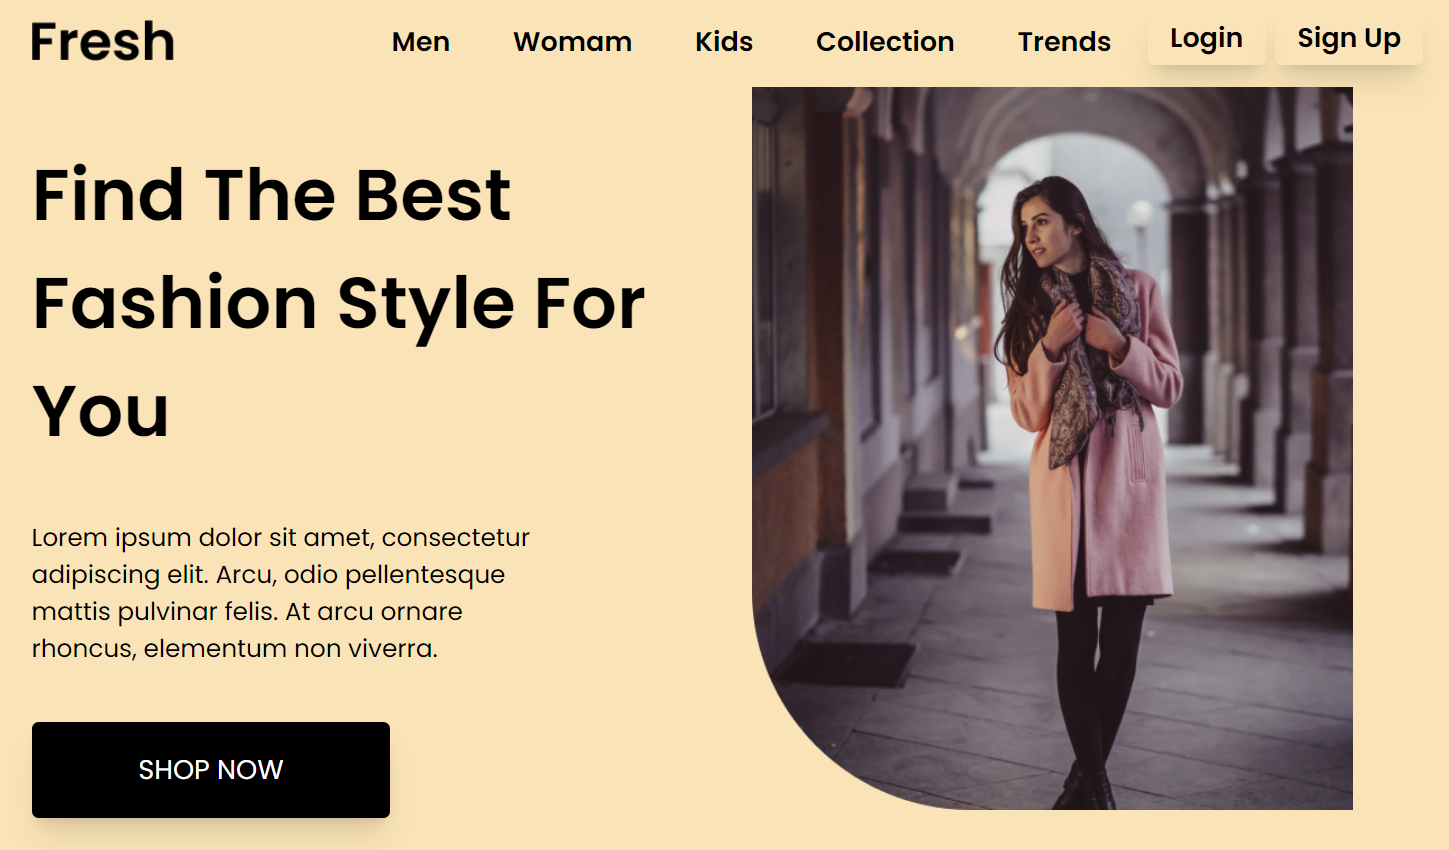 Fresh
Men Womam Kids Collection Trends Login Sign Up
Find The Best
Fashion Style For
You
Lorem ipsum dolor sit amet, consectetur
adipiscing elit. Arcu, odio pellentesque
mattis pulvinar felis. At arcu ornare
rhoncus, elementum non viverra.
SHOP NOW